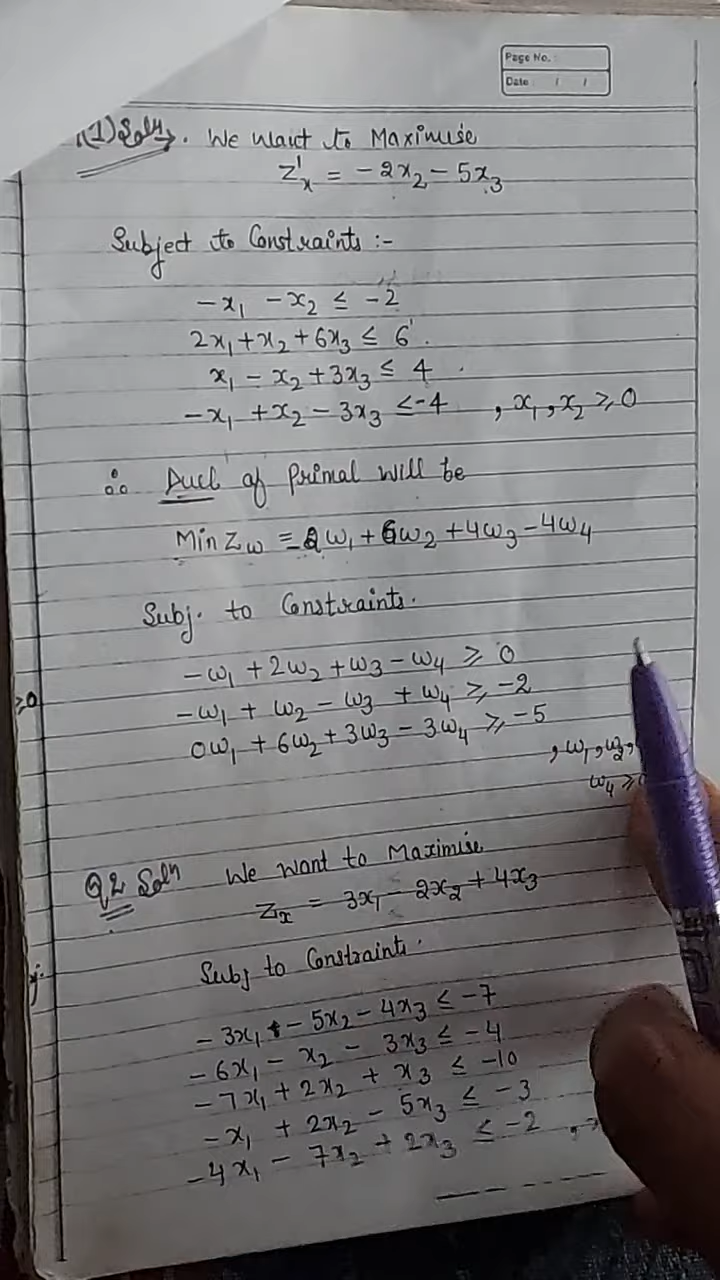 Page No. :
Date / /
(1) Solⁿ → . We want to Maximise
Z'ₓ = -2x₂ - 5x₃
Subject to Constraints :-
-x₁ - x₂ ≤ -2
2x₁ + x₂ + 6x₃ ≤ 6
x₁ - x₂ + 3x₃ ≤ 4
-x₁ + x₂ - 3x₃ ≤ -4 , x₁, x₂ ≥ 0
∴ Dual of Primal will be
Min Z_w = -2w₁ + 6w₂ + 4w₃ - 4w₄
Subj. to Constraints.
-w₁ + 2w₂ + w₃ - w₄ ≥ 0
≥0
-w₁ + w₂ - w₃ + w₄ ≥ -2
0w₁ + 6w₂ + 3w₃ - 3w₄ ≥ -5
, w₁, w₂,
w₄ ≥
Q2 Solⁿ We want to Maximise
Zₓ = 3x₁ - 2x₂ + 4x₃
Subj to Constraints.
-3x₁ - 5x₂ - 4x₃ ≤ -7
-6x₁ - x₂ - 3x₃ ≤ -4
-7x₁ + 2x₂ + x₃ ≤ -10
-x₁ + 2x₂ - 5x₃ ≤ -3
-4x₁ - 7x₂ + 2x₃ ≤ -2 ,